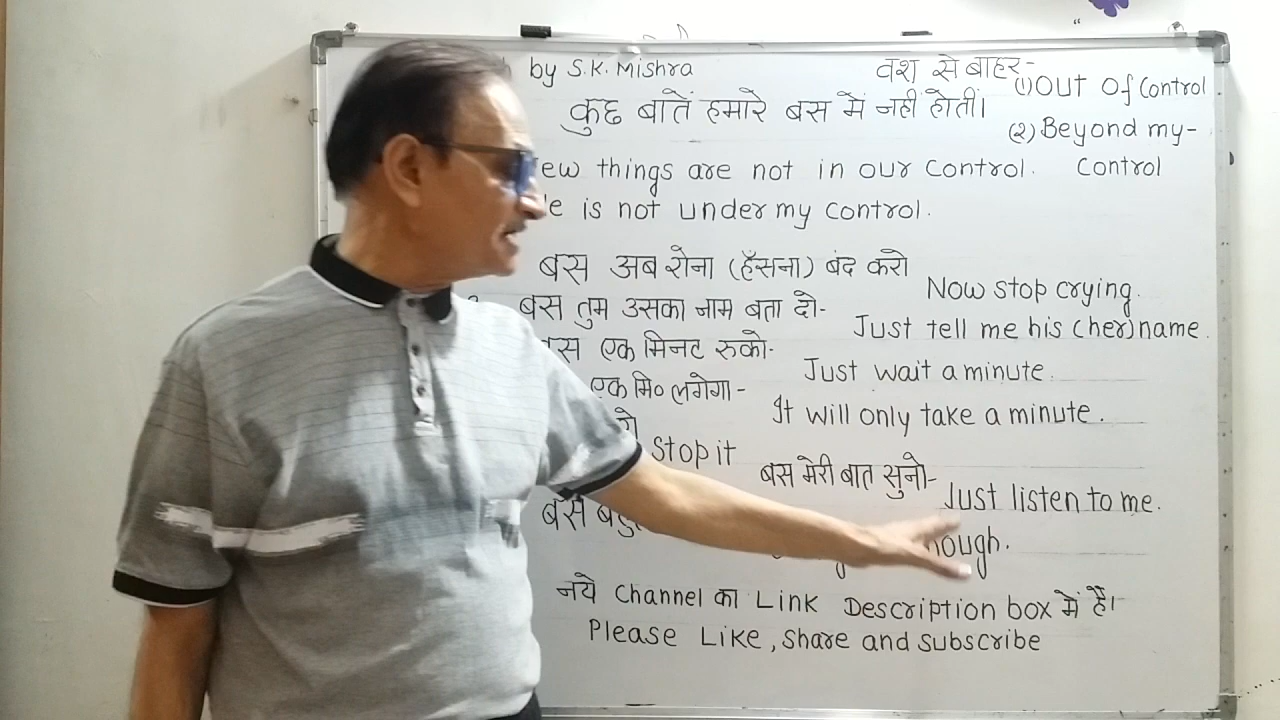 by S.K. Mishra
वश से बाहर-
(1) Out of Control
कुछ बातें हमारे बस में नहीं होतीं।
(2) Beyond my-
Control
things are not in our control.
is not under my control.
बस अब रोना (हँसना) बंद करो
Now stop crying.
बस तुम उसका नाम बता दो-
Just tell me his (her) name.
एक मिनट रुको-
Just wait a minute.
एक मि० लगेगा-
It will only take a minute.
Stop it
बस मेरी बात सुनो-
Just listen to me.
बस
नये Channel का Link Description box में है।
Please Like, Share and Subscribe